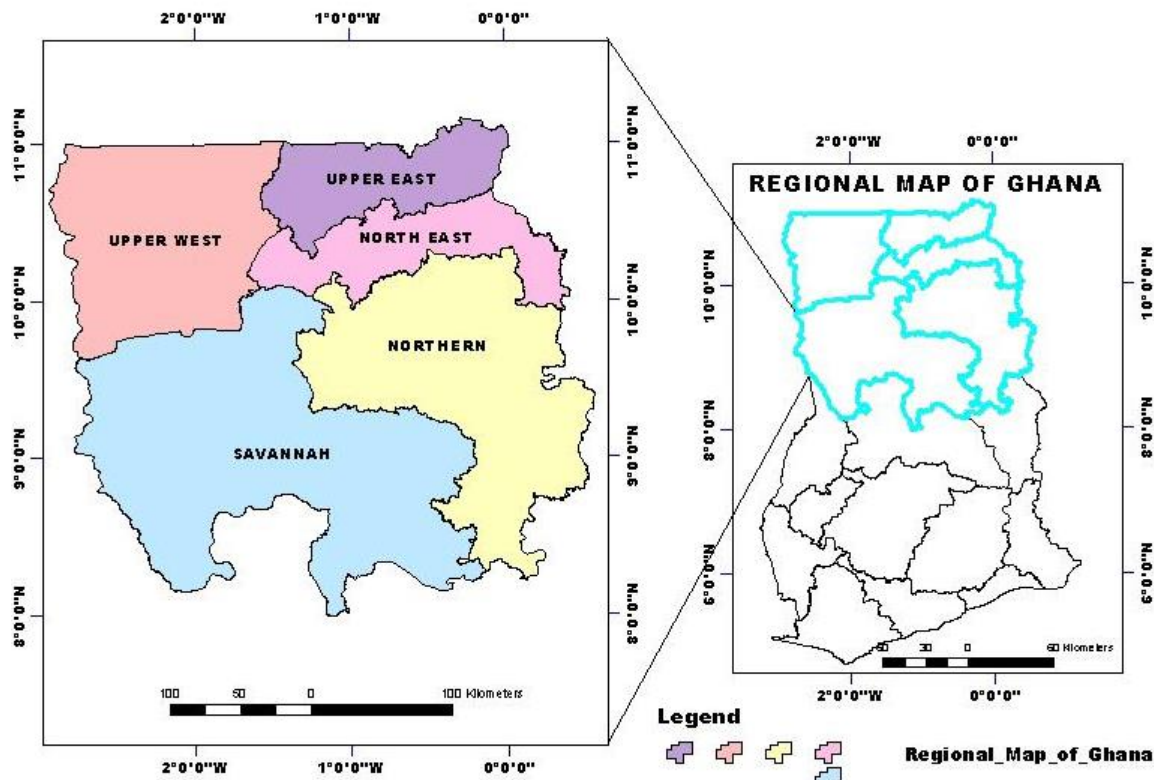 2°0'0"W 1°0'0"W 0°0'0"
11°0'0"N
10°0'0"N
9°0'0"N
8°0'0"N
UPPER EAST
UPPER WEST
NORTH EAST
NORTHERN
SAVANNAH
11°0'0"N
10°0'0"N
9°0'0"N
8°0'0"N
100 50 0 100 Kilometers
2°0'0"W 1°0'0"W 0°0'0"
2°0'0"W 0°0'0"
REGIONAL MAP OF GHANA
10°0'0"N
8°0'0"N
6°0'0"N
10°0'0"N
8°0'0"N
6°0'0"N
30 0 60 Kilometers
2°0'0"W 0°0'0"
Legend
Regional_Map_of_Ghana